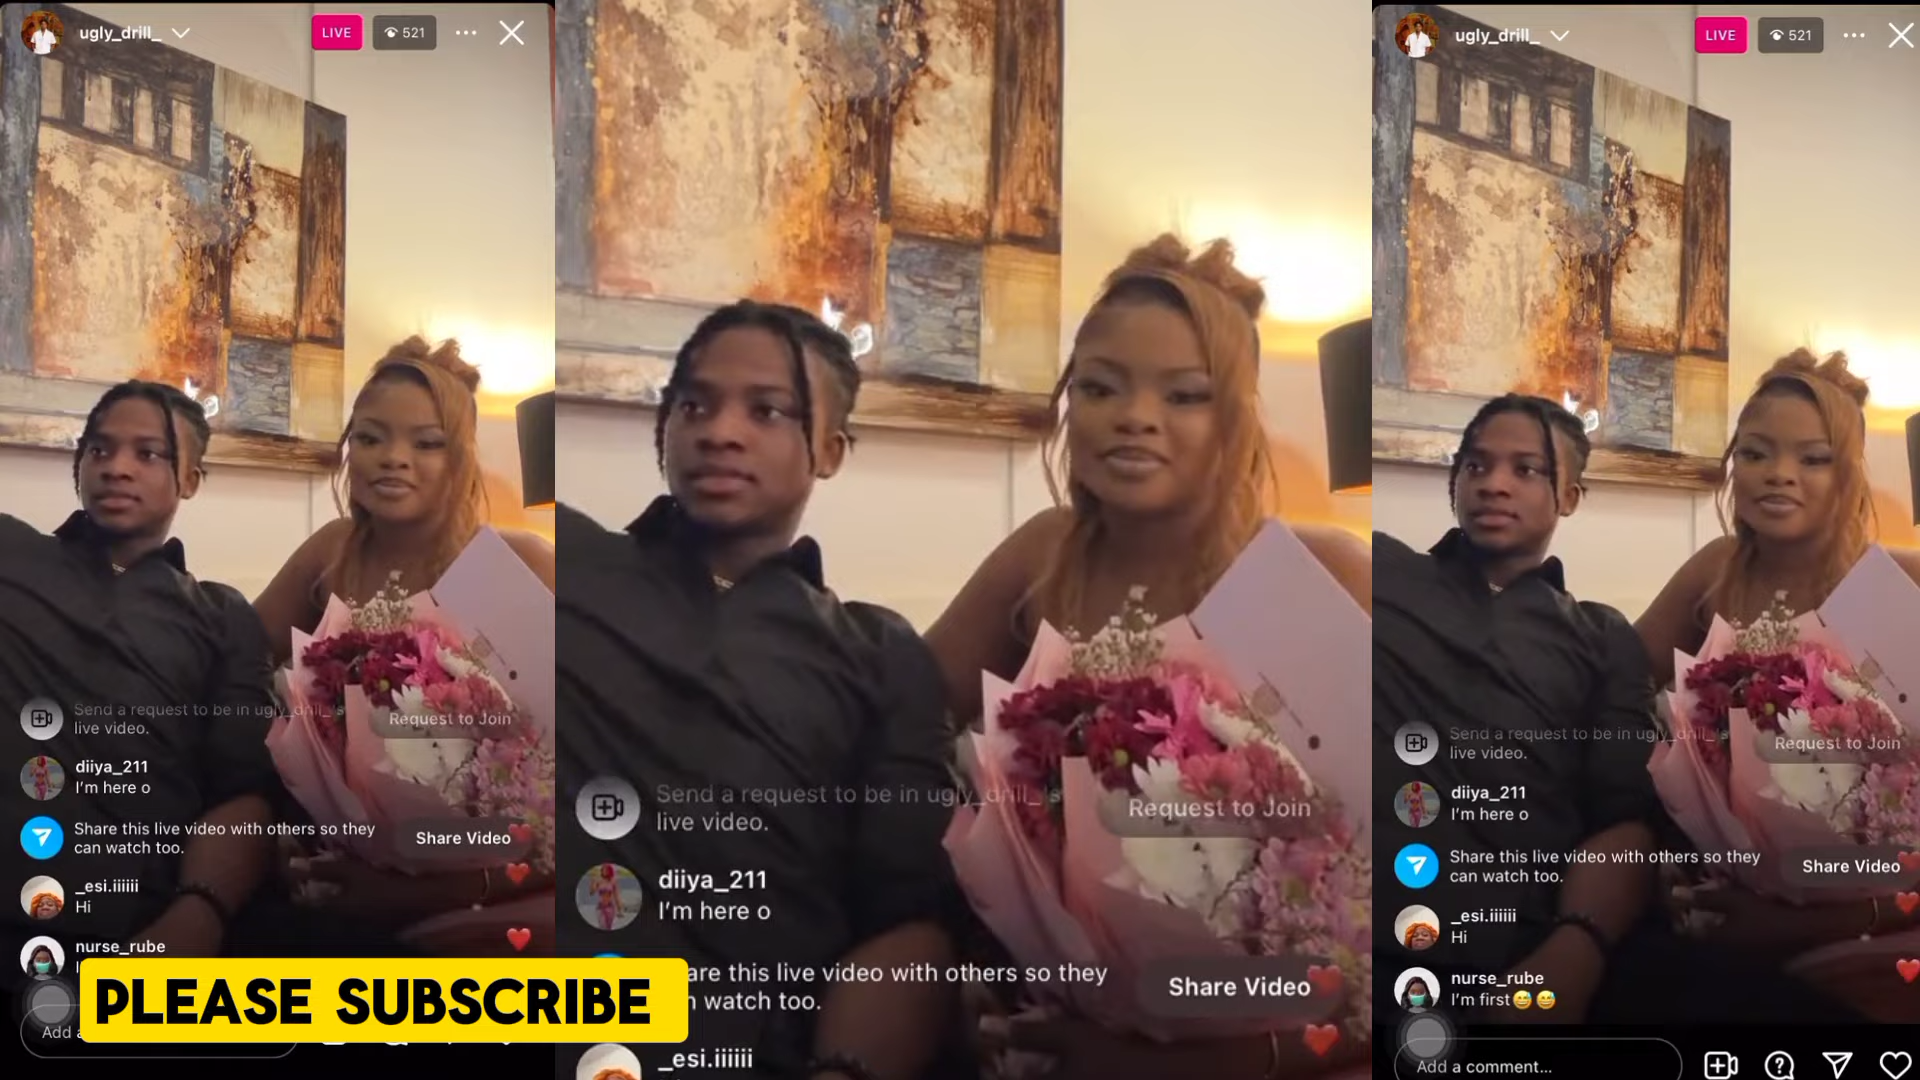 ugly_drill_
LIVE
521
Send a request to be in ugly_drill_'s
live video.
Request to Join
diiya_211
I'm here o
Share this live video with others so they
can watch too.
Share Video
_esi.iiiiii
Hi
nurse_rube
PLEASE SUBSCRIBE
Add a
Send a request to be in ugly_drill_'s
live video.
Request to Join
diiya_211
I'm here o
are this live video with others so they
n watch too.
Share Video
_esi.iiiiii
ugly_drill_
LIVE
521
Send a request to be in ugly_drill_'s
live video.
Request to Join
diiya_211
I'm here o
Share this live video with others so they
can watch too.
Share Video
_esi.iiiiii
Hi
nurse_rube
I'm first😅😅
Add a comment...